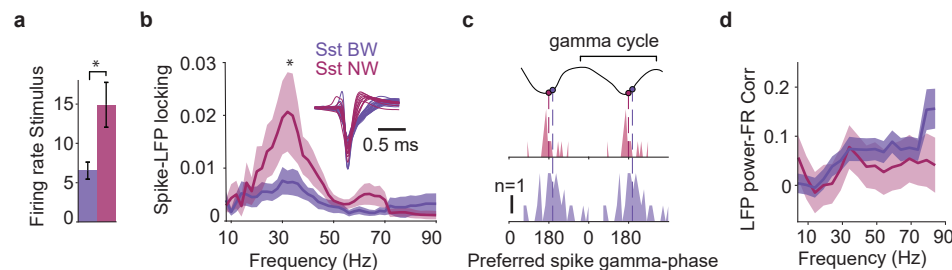 a
Firing rate Stimulus
15
10
5
0
*
b
Spike-LFP locking
0.03
0.02
0.01
0
Sst BW
Sst NW
*
0.5 ms
10 30 50 70 90
Frequency (Hz)
c
gamma cycle
n=1
0 180 0 180
Preferred spike gamma-phase
d
LFP power-FR Corr
0.2
0.1
0
10 30 50 70 90
Frequency (Hz)